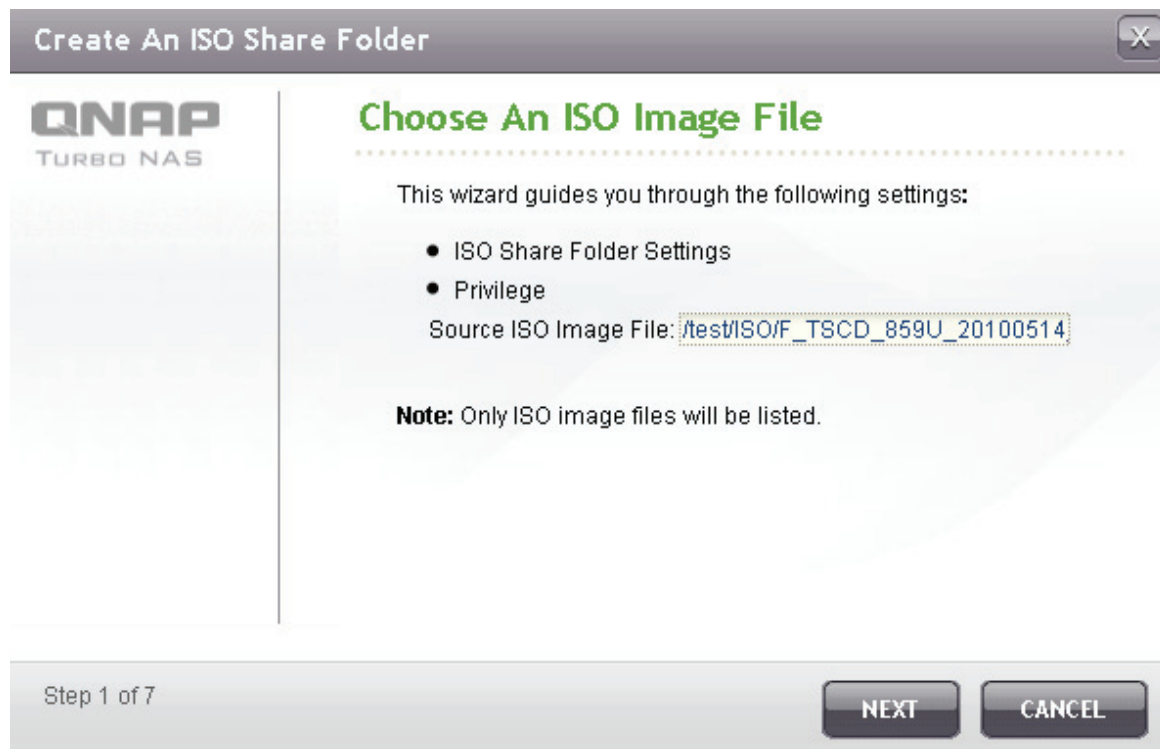 Create An ISO Share Folder
X
QNAP
TURBO NAS
Choose An ISO Image File
This wizard guides you through the following settings:
• ISO Share Folder Settings
• Privilege
Source ISO Image File: /test/ISO/F_TSCD_859U_20100514
Note: Only ISO image files will be listed.
Step 1 of 7
NEXT
CANCEL